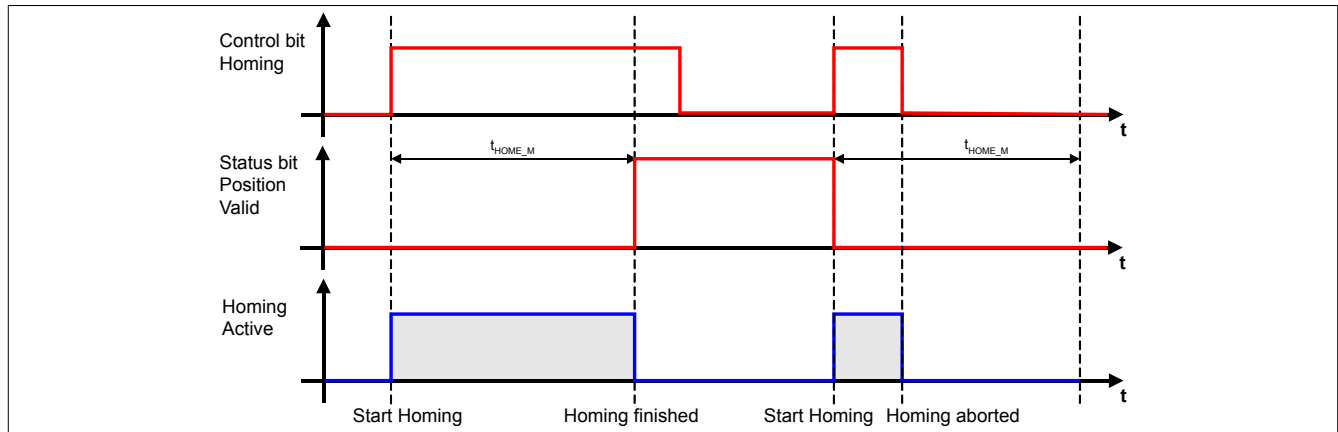 Control bit
Homing
t
Status bit
Position
Valid
tHOME_M
tHOME_M
t
Homing
Active
t
Start Homing
Homing finished
Start Homing
Homing aborted